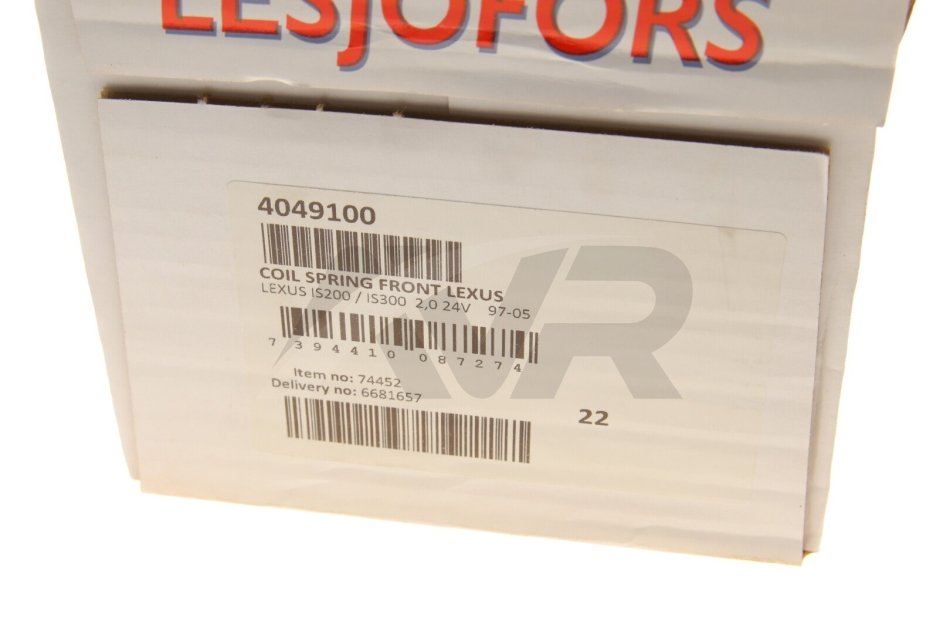 LESJOFORS
4049100
COIL SPRING FRONT LEXUS
LEXUS IS200 / IS300 2,0 24V 97-05
7 394410 087274
Item no: 74452
Delivery no: 6681657
22